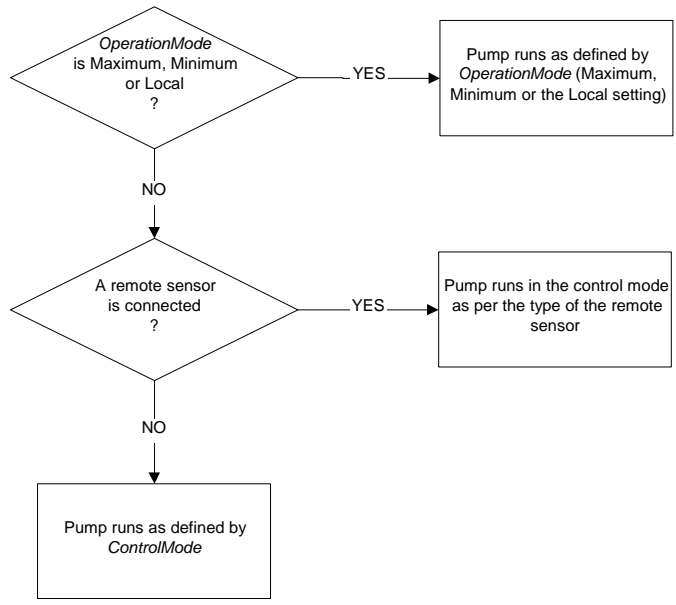 OperationMode
is Maximum, Minimum
or Local
?
YES
Pump runs as defined by
OperationMode (Maximum,
Minimum or the Local setting)
NO
A remote sensor
is connected
?
YES
Pump runs in the control mode
as per the type of the remote
sensor
NO
Pump runs as defined by
ControlMode